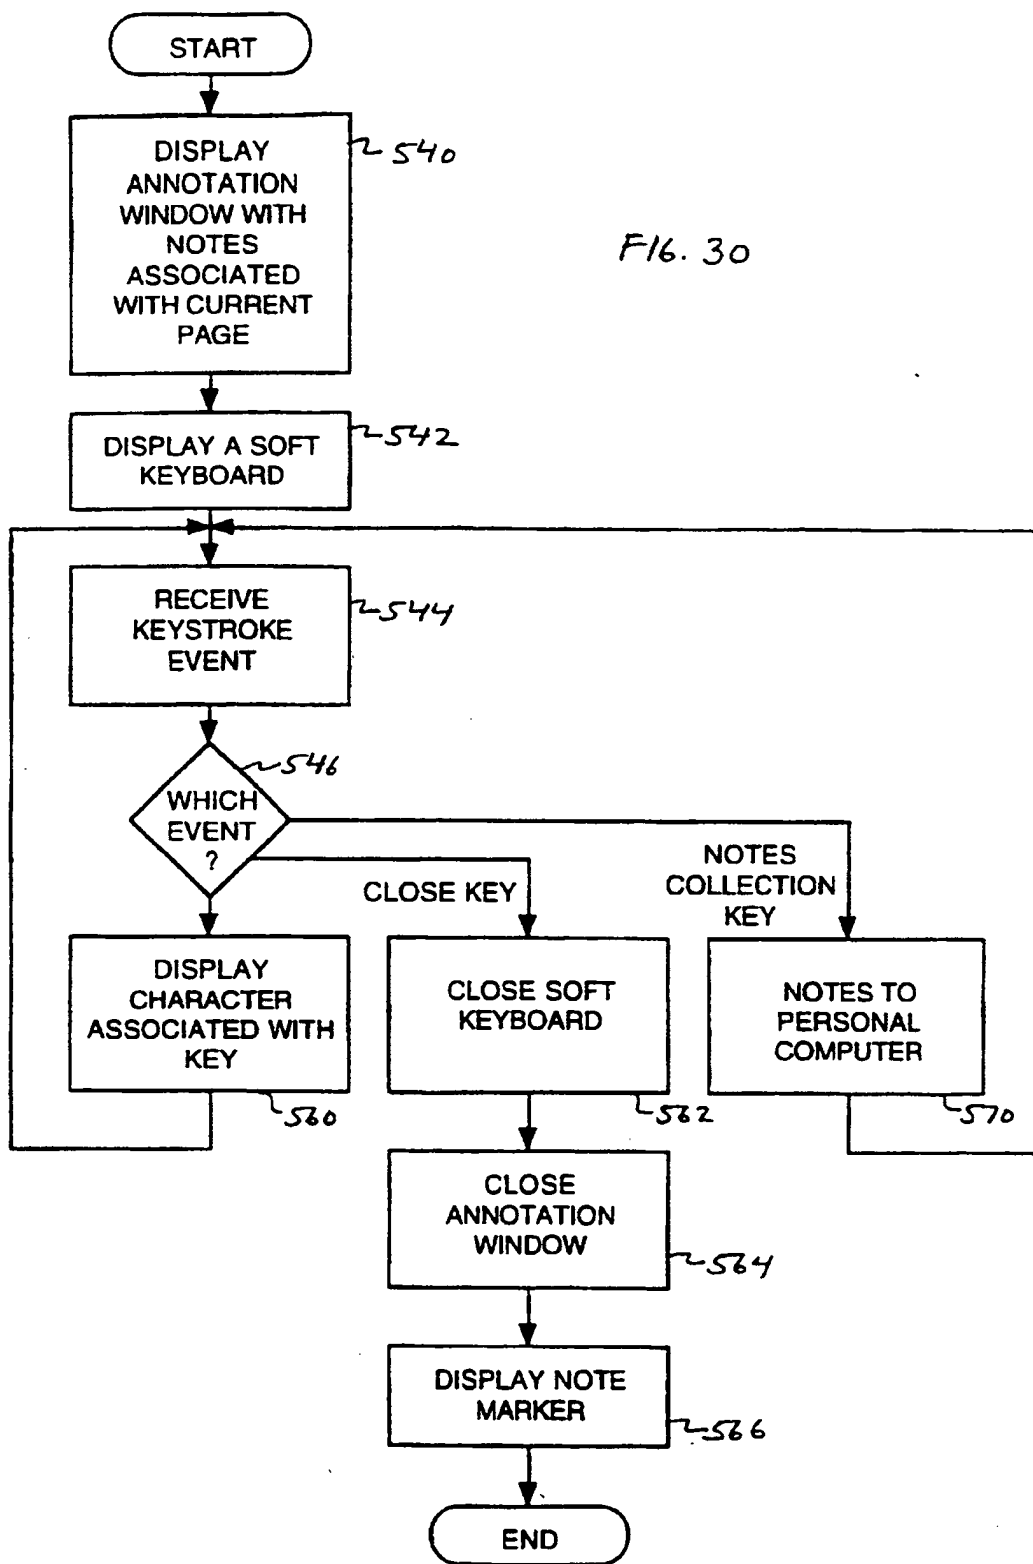 START
DISPLAY
ANNOTATION
WINDOW WITH
NOTES
ASSOCIATED
WITH CURRENT
PAGE
540
FIG. 30
DISPLAY A SOFT
KEYBOARD
542
RECEIVE
KEYSTROKE
EVENT
544
WHICH
EVENT
?
546
CLOSE KEY
NOTES
COLLECTION
KEY
DISPLAY
CHARACTER
ASSOCIATED WITH
KEY
560
CLOSE SOFT
KEYBOARD
562
NOTES TO
PERSONAL
COMPUTER
570
CLOSE
ANNOTATION
WINDOW
564
DISPLAY NOTE
MARKER
566
END